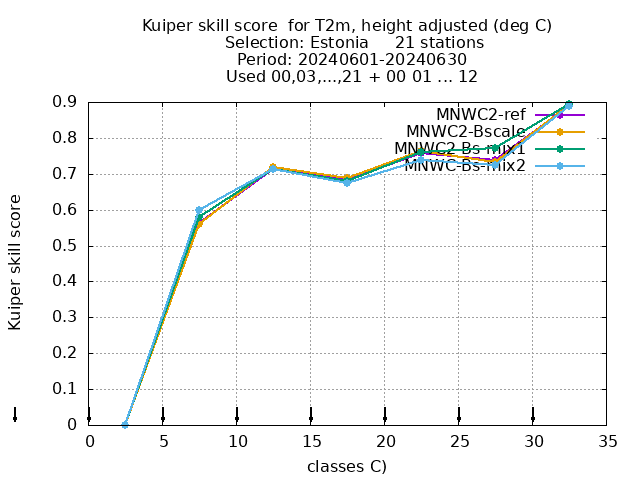 Kuiper skill score  for T2m, height adjusted (deg C)
Selection: Estonia     21 stations
Period: 20240601-20240630
Used 00,03,...,21 + 00 01 ... 12
Kuiper skill score
0.9
0.8
0.7
0.6
0.5
0.4
0.3
0.2
0.1
0
MNWC2-ref
MNWC2-Bscale
MNWC2-Bs-mix1
MNWC-Bs-mix2
0 5 10 15 20 25 30 35
classes C)